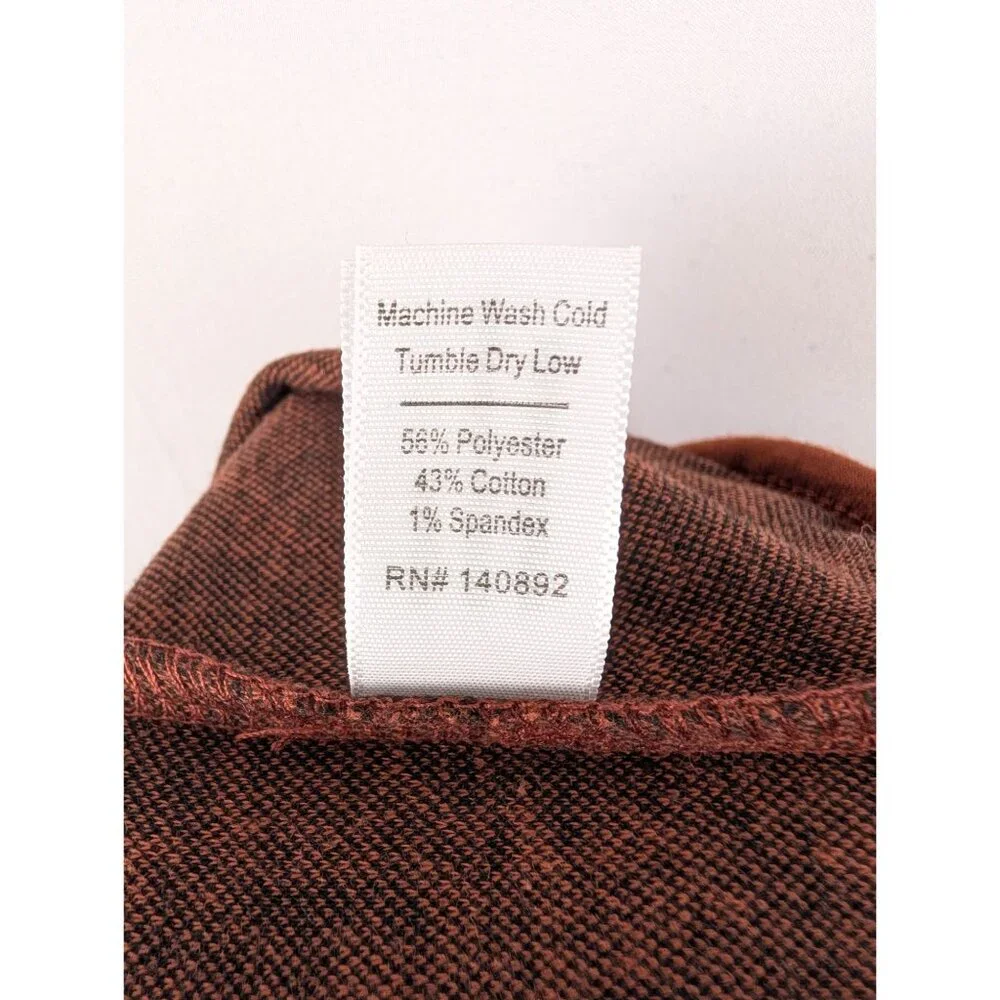 Machine Wash Cold
Tumble Dry Low
56% Polyester
43% Cotton
1% Spandex
RN# 140892